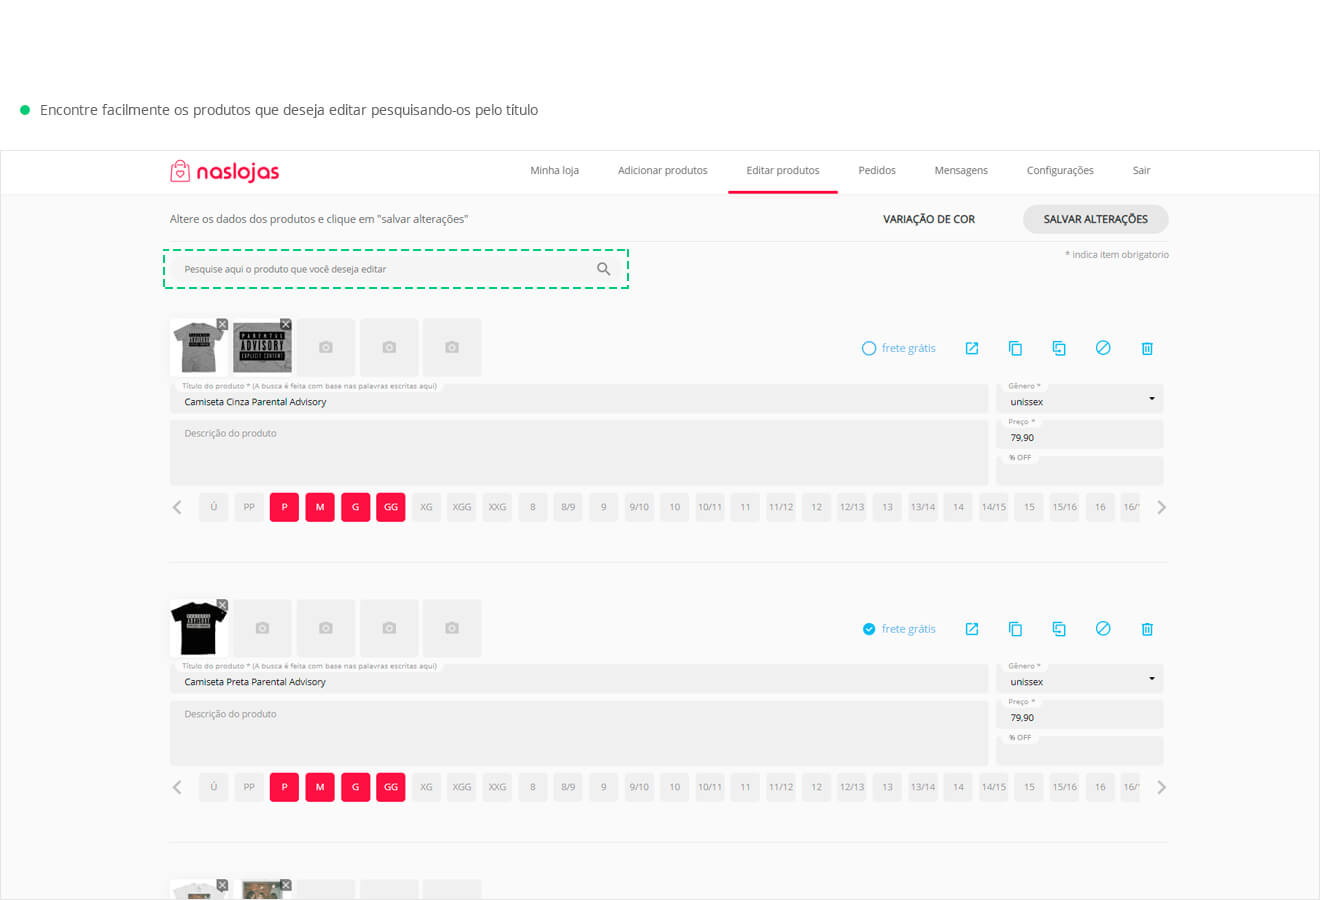 Encontre facilmente os produtos que deseja editar pesquisando-os pelo título
naslojas
Minha loja Adicionar produtos Editar produtos Pedidos Mensagens Configurações Sair
Altere os dados dos produtos e clique em "salvar alterações" VARIAÇÃO DE COR SALVAR ALTERAÇÕES
* indica item obrigatorio
Pesquise aqui o produto que você deseja editar
PARENTAL
ADVISORY
EXPLICIT CONTENT
frete grátis
Título do produto * (A busca é feita com base nas palavras escritas aqui) Gênero *
Camiseta Cinza Parental Advisory unissex
Preço *
Descrição do produto 79,90
% OFF
Ú PP P M G GG XG XGG XXG 8 8/9 9 9/10 10 10/11 11 11/12 12 12/13 13 13/14 14 14/15 15 15/16 16 16/
frete grátis
Título do produto * (A busca é feita com base nas palavras escritas aqui) Gênero *
Camiseta Preta Parental Advisory unissex
Preço *
Descrição do produto 79,90
% OFF
Ú PP P M G GG XG XGG XXG 8 8/9 9 9/10 10 10/11 11 11/12 12 12/13 13 13/14 14 14/15 15 15/16 16 16/